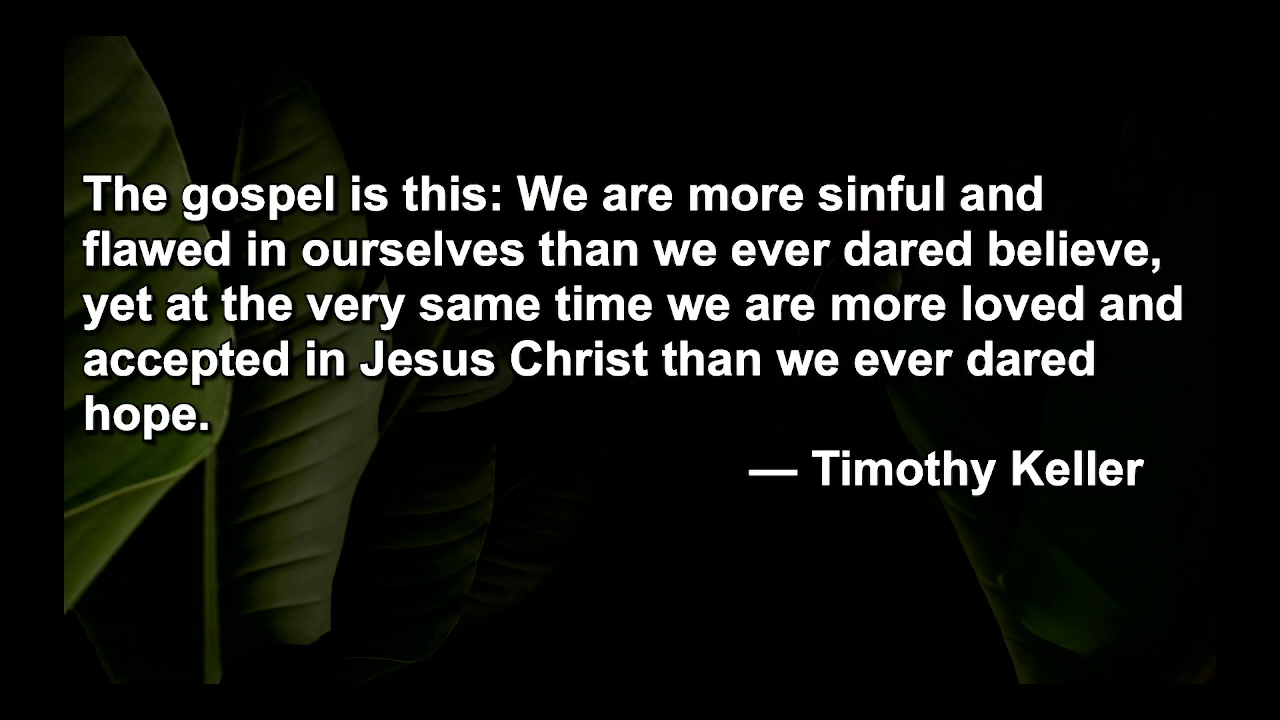 The gospel is this: We are more sinful and
flawed in ourselves than we ever dared believe,
yet at the very same time we are more loved and
accepted in Jesus Christ than we ever dared
hope.
— Timothy Keller